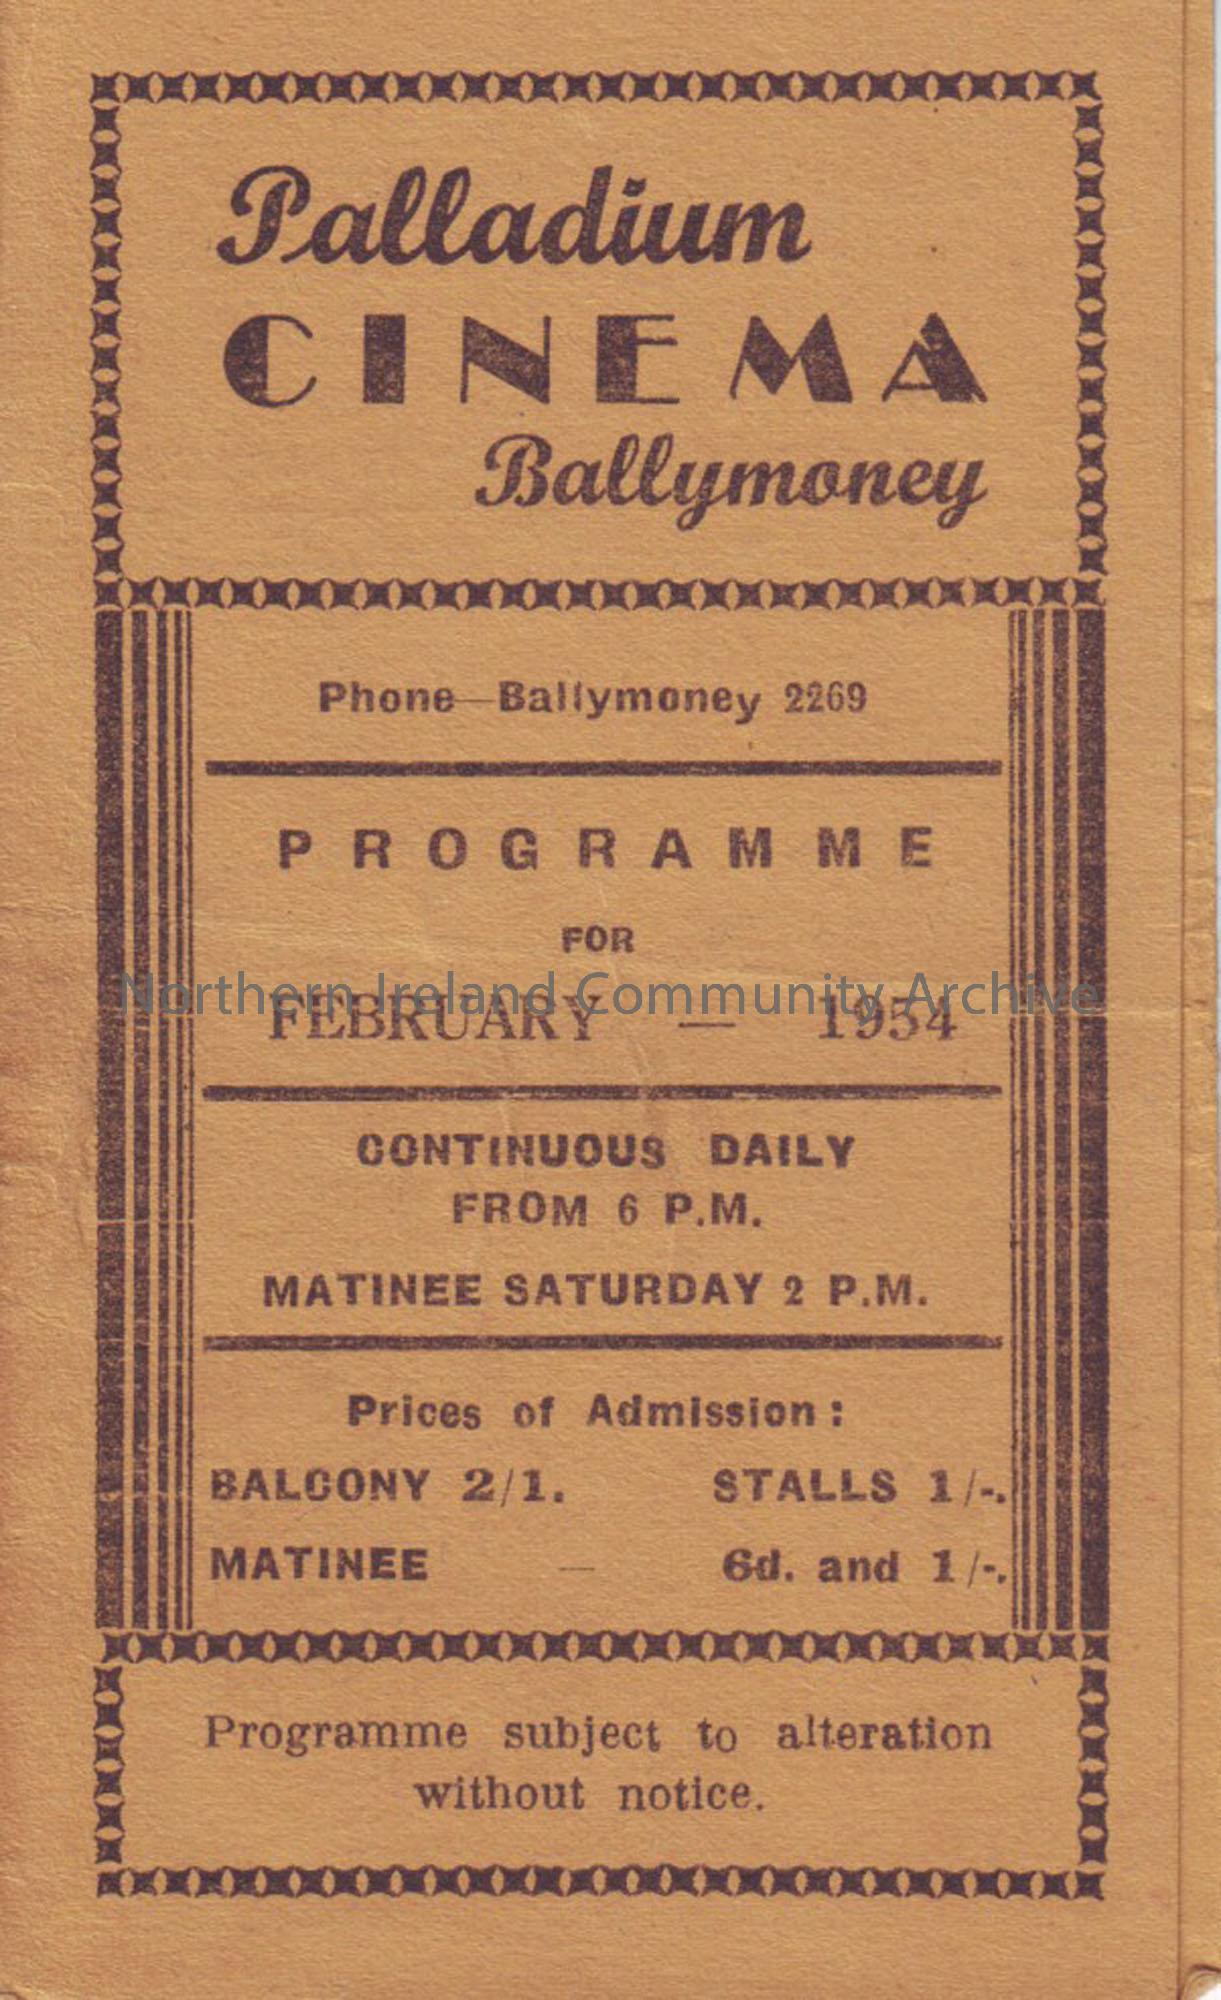 Palladium
CINEMA
Ballymoney
Phone—Ballymoney 2269
PROGRAMME
FOR
Northern Ireland Community Archive
FEBRUARY — 1954
CONTINUOUS DAILY
FROM 6 P.M.
MATINEE SATURDAY 2 P.M.
Prices of Admission :
BALCONY 2/1. STALLS 1/-.
MATINEE — 6d. and 1/-.
Programme subject to alteration
without notice.